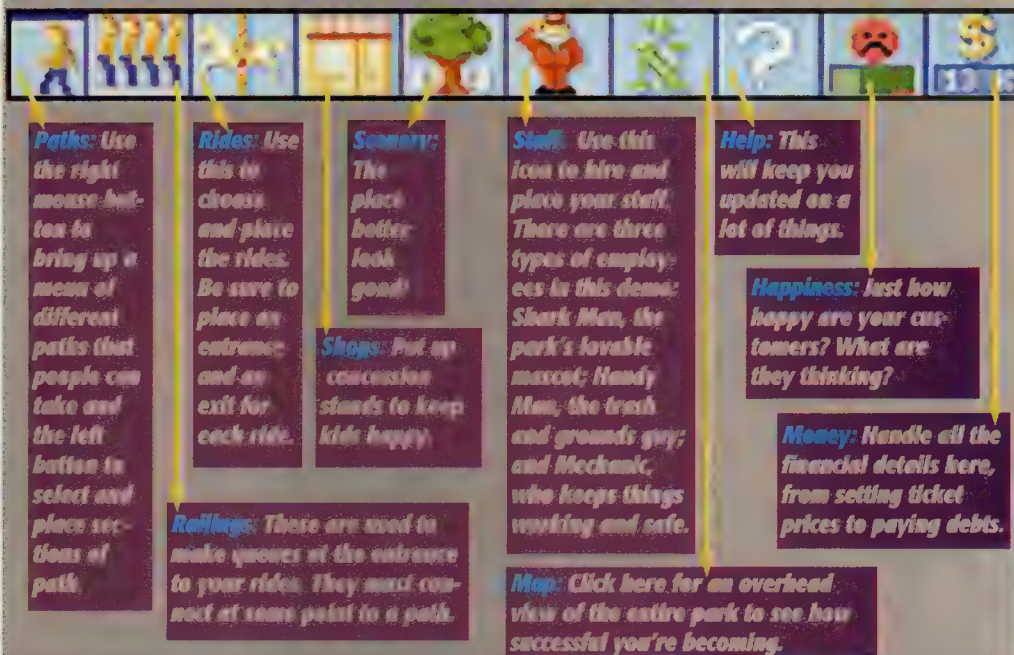 Paths: Use
the right
mouse but-
ton to
bring up a
menu of
different
paths that
people can
take and
the left
button to
select and
place sec-
tions of
path.
Rides: Use
this to
choose
and place
the rides.
Be sure to
place an
entrance
and an
exit for
each ride.
Scenery:
The
place
better
look
good!
Staff: Use this
icon to hire and
place your staff.
There are three
types of employ-
ees in this demo:
Shark Man, the
park's lovable
mascot; Handy
Man, the trash
and grounds guy;
and Mechanic,
who keeps things
working and safe.
Help: This
will keep you
updated on a
lot of things.
Happiness: Just how
happy are your cus-
tomers? What are
they thinking?
Shops: Put up
concession
stands to keep
kids happy.
Money: Handle all the
financial details here,
from setting ticket
prices to paying debts.
Railings: These are used to
make queues at the entrance
to your rides. They must con-
nect at some point to a path.
Map: Click here for an overhead
view of the entire park to see how
successful you're becoming.
?
$